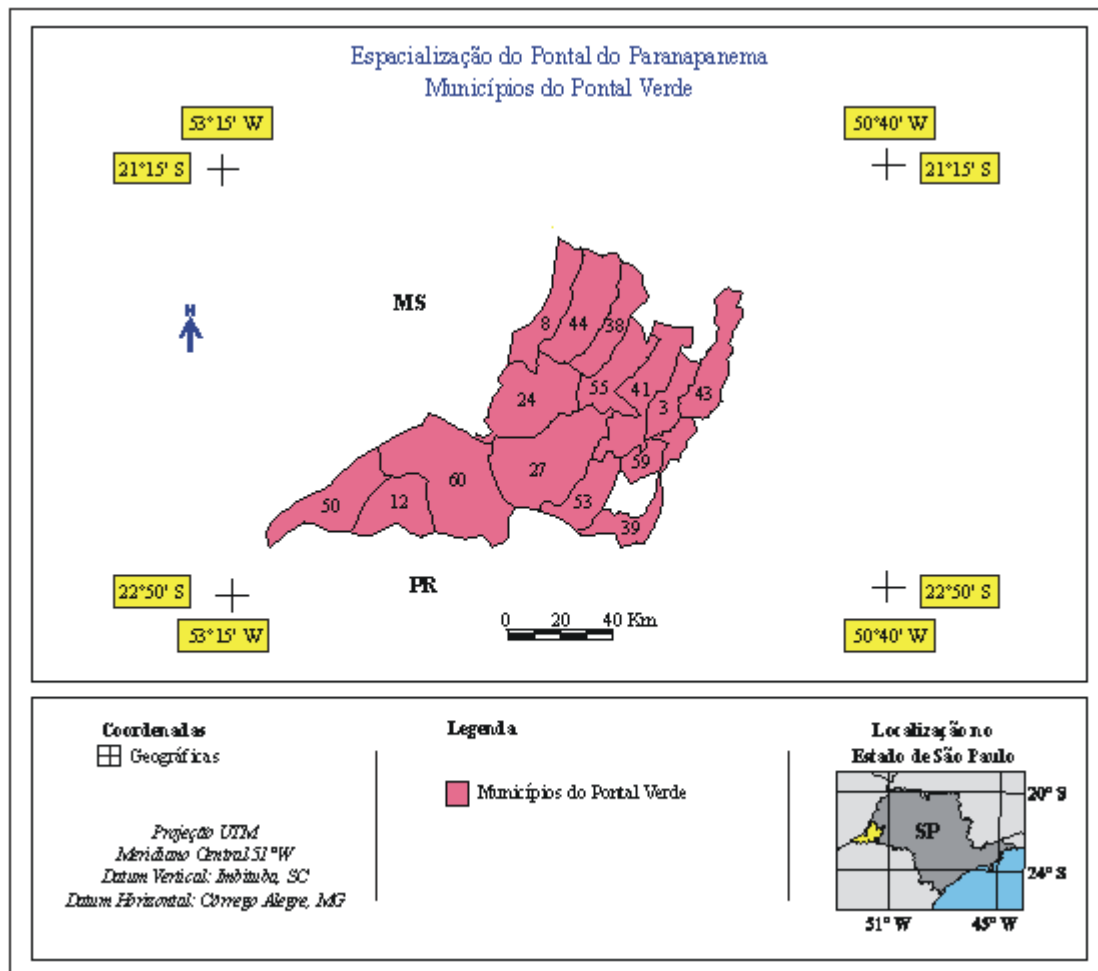 Espacialização do Pontal do Paranapanema
Municípios do Pontal Verde
53°15' W
50°40' W
21°15' S
21°15' S
N
MS
8
44
38
55
41
43
24
3
59
27
60
53
50
12
39
PR
22°50' S
22°50' S
53°15' W
50°40' W
0 20 40 Km
Coordenadas
Geográficas
Projeção UTM
Meridiano Central 51°W
Datum Vertical: Imbituba, SC
Datum Horizontal: Córrego Alegre, MG
Legenda
Municípios do Pontal Verde
Localização no
Estado de São Paulo
20° S
SP
24° S
51° W
45° W